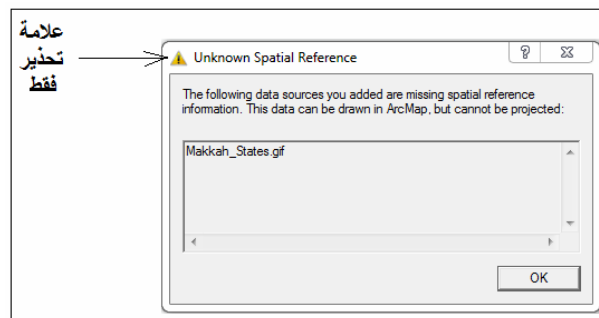 علامة
تحذير
فقط
Unknown Spatial Reference
The following data sources you added are missing spatial reference
information. This data can be drawn in ArcMap, but cannot be projected:
Makkah_States.gif
OK